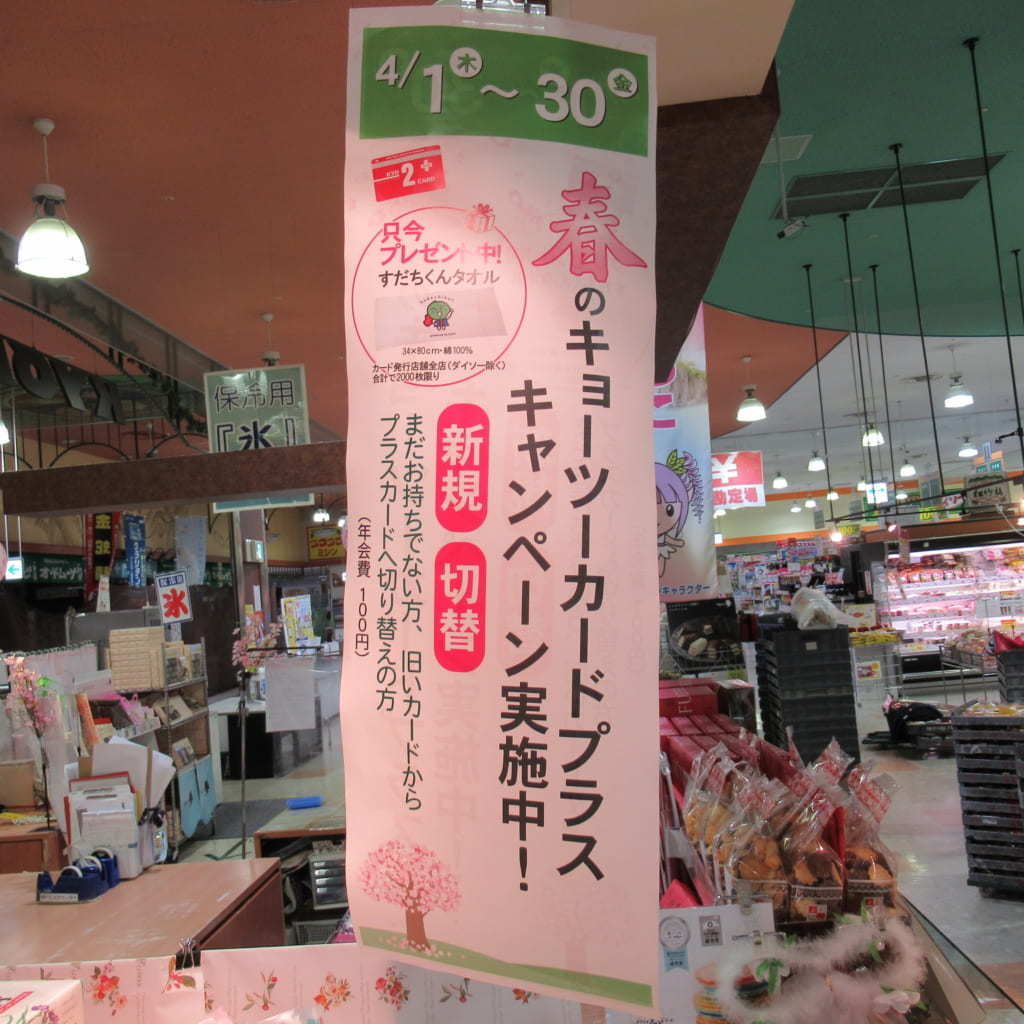 4/1木～30金
KYO
2+
CARD
春のキョーツーカードプラス
キャンペーン実施中！
只今
プレゼント中！
すだちくんタオル
34×80cm・綿100%
カード発行店舗全店（ダイソー除く）
合計で2000枚限り
新規
切替
まだお持ちでない方、旧いカードから
プラスカードへ切り替えの方
（年会費 100円）
保冷用
『氷』
氷
キャラクター
勘定場
ミシン